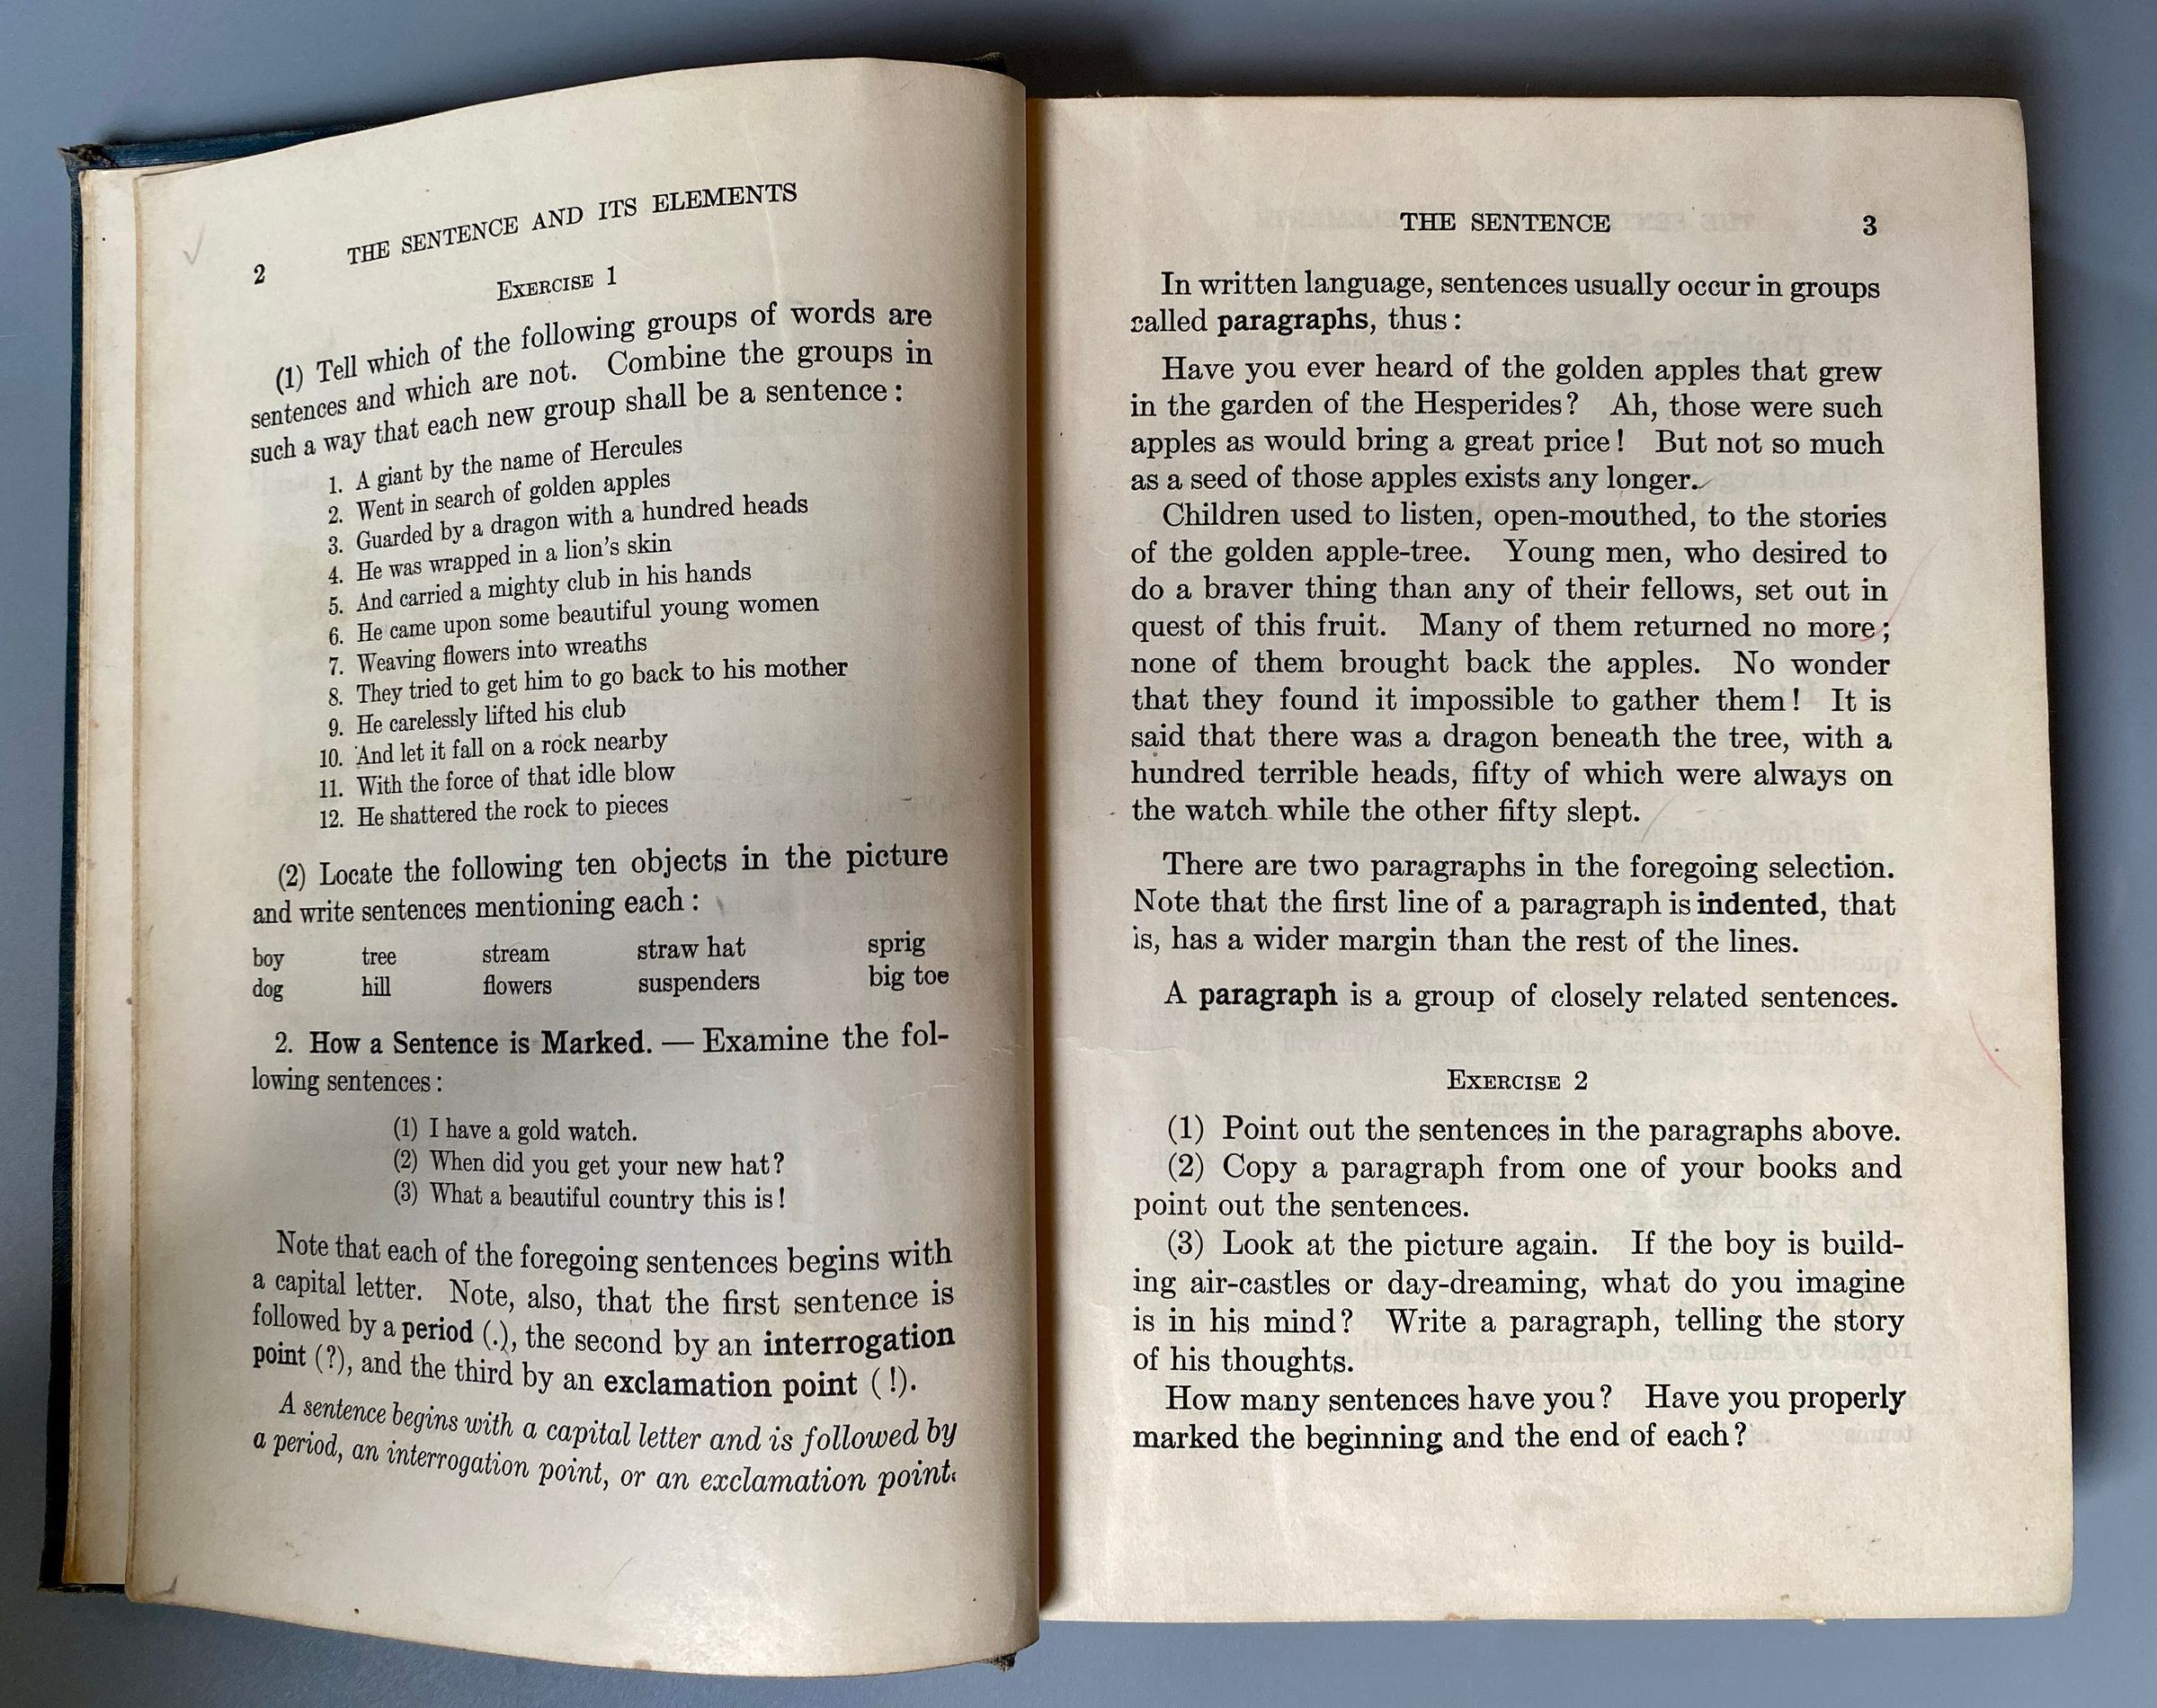 2 THE SENTENCE AND ITS ELEMENTS
EXERCISE 1
(1) Tell which of the following groups of words are
sentences and which are not. Combine the groups in
such a way that each new group shall be a sentence:
1. A giant by the name of Hercules
2. Went in search of golden apples
3. Guarded by a dragon with a hundred heads
4. He was wrapped in a lion's skin
5. And carried a mighty club in his hands
6. He came upon some beautiful young women
7. Weaving flowers into wreaths
8. They tried to get him to go back to his mother
9. He carelessly lifted his club
10. And let it fall on a rock nearby
11. With the force of that idle blow
12. He shattered the rock to pieces
(2) Locate the following ten objects in the picture
and write sentences mentioning each:
boy tree stream straw hat sprig
dog hill flowers suspenders big toe
2. How a Sentence is Marked. — Examine the fol-
lowing sentences:
(1) I have a gold watch.
(2) When did you get your new hat?
(3) What a beautiful country this is!
Note that each of the foregoing sentences begins with
a capital letter. Note, also, that the first sentence is
followed by a period (.), the second by an interrogation
point (?), and the third by an exclamation point (!).
A sentence begins with a capital letter and is followed by
a period, an interrogation point, or an exclamation point.
THE SENTENCE 3
In written language, sentences usually occur in groups
called paragraphs, thus:
Have you ever heard of the golden apples that grew
in the garden of the Hesperides? Ah, those were such
apples as would bring a great price! But not so much
as a seed of those apples exists any longer.
Children used to listen, open-mouthed, to the stories
of the golden apple-tree. Young men, who desired to
do a braver thing than any of their fellows, set out in
quest of this fruit. Many of them returned no more;
none of them brought back the apples. No wonder
that they found it impossible to gather them! It is
said that there was a dragon beneath the tree, with a
hundred terrible heads, fifty of which were always on
the watch while the other fifty slept.
There are two paragraphs in the foregoing selection.
Note that the first line of a paragraph is indented, that
is, has a wider margin than the rest of the lines.
A paragraph is a group of closely related sentences.
EXERCISE 2
(1) Point out the sentences in the paragraphs above.
(2) Copy a paragraph from one of your books and
point out the sentences.
(3) Look at the picture again. If the boy is build-
ing air-castles or day-dreaming, what do you imagine
is in his mind? Write a paragraph, telling the story
of his thoughts.
How many sentences have you? Have you properly
marked the beginning and the end of each?